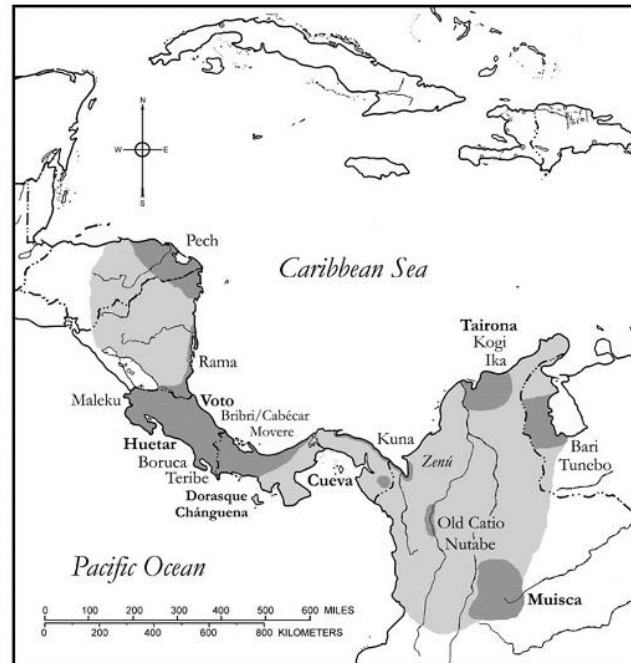 N
W E
S
Pech
Caribbean Sea
Tairona
Kogi
Ika
Rama
Maleku
Voto
Bribri/Cabécar
Movere
Huetar
Boruca
Teribe
Kuna
Zenú
Bari
Tunebo
Dorasque
Chánguena
Cueva
Old Catio
Nutabe
Pacific Ocean
Muisca
0 100 200 300 400 500 600 MILES
0 200 400 600 800 KILOMETERS